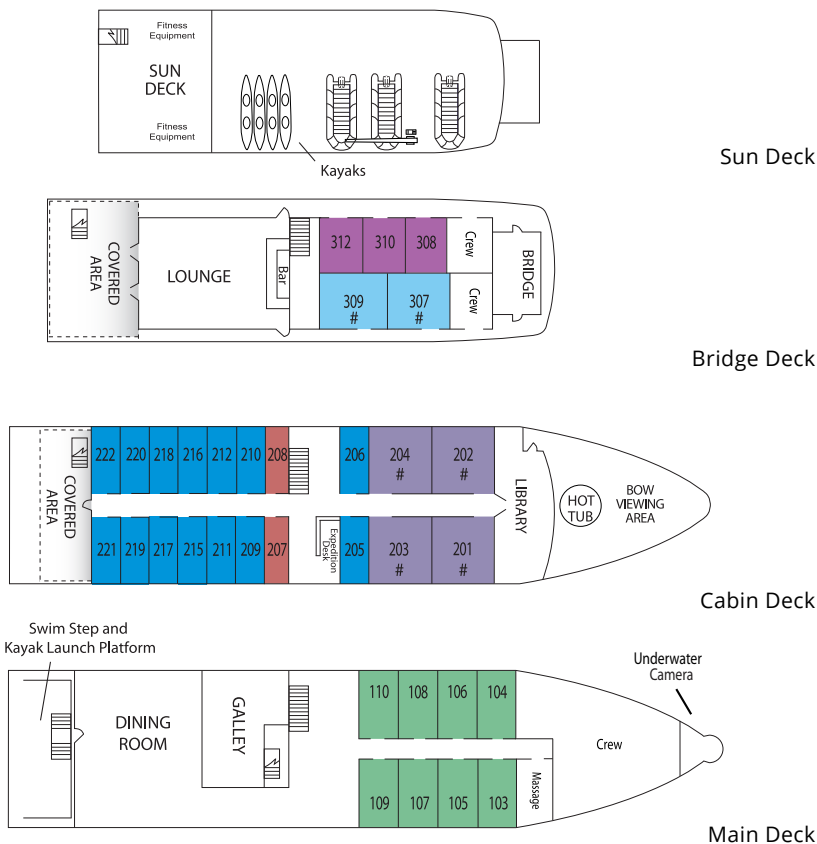 Fitness
Equipment
SUN
DECK
Fitness
Equipment
Kayaks
Sun Deck
COVERED
AREA
LOUNGE
Bar
312
310
308
Crew
309
#
307
#
Crew
BRIDGE
Bridge Deck
222
220
218
216
212
210
208
206
204
#
202
#
COVERED
AREA
LIBRARY
HOT
TUB
BOW
VIEWING
AREA
221
219
217
215
211
209
207
Expedition
Desk
205
203
#
201
#
Cabin Deck
Swim Step and
Kayak Launch Platform
Underwater
Camera
DINING
ROOM
GALLEY
110
108
106
104
Crew
109
107
105
103
Massage
Main Deck